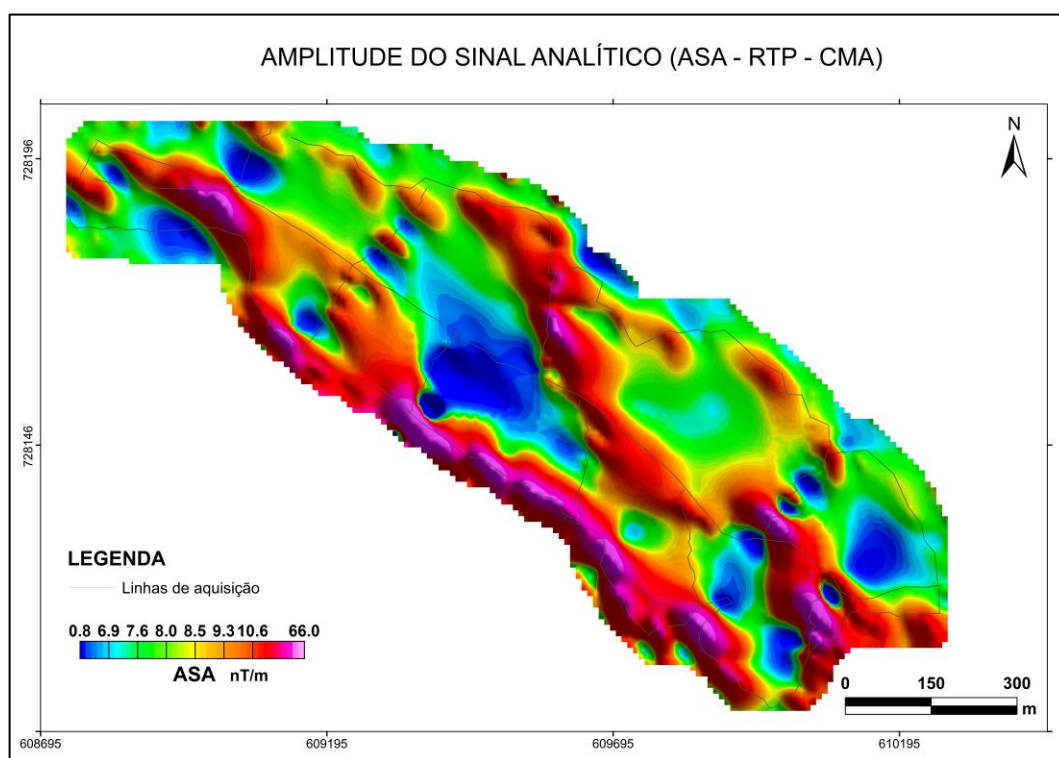 AMPLITUDE DO SINAL ANALÍTICO (ASA - RTP - CMA)
N
728196
728146
LEGENDA
Linhas de aquisição
0.8 6.9 7.6 8.0 8.5 9.3 10.6 66.0
ASA nT/m
0 150 300
m
608695 609195 609695 610195